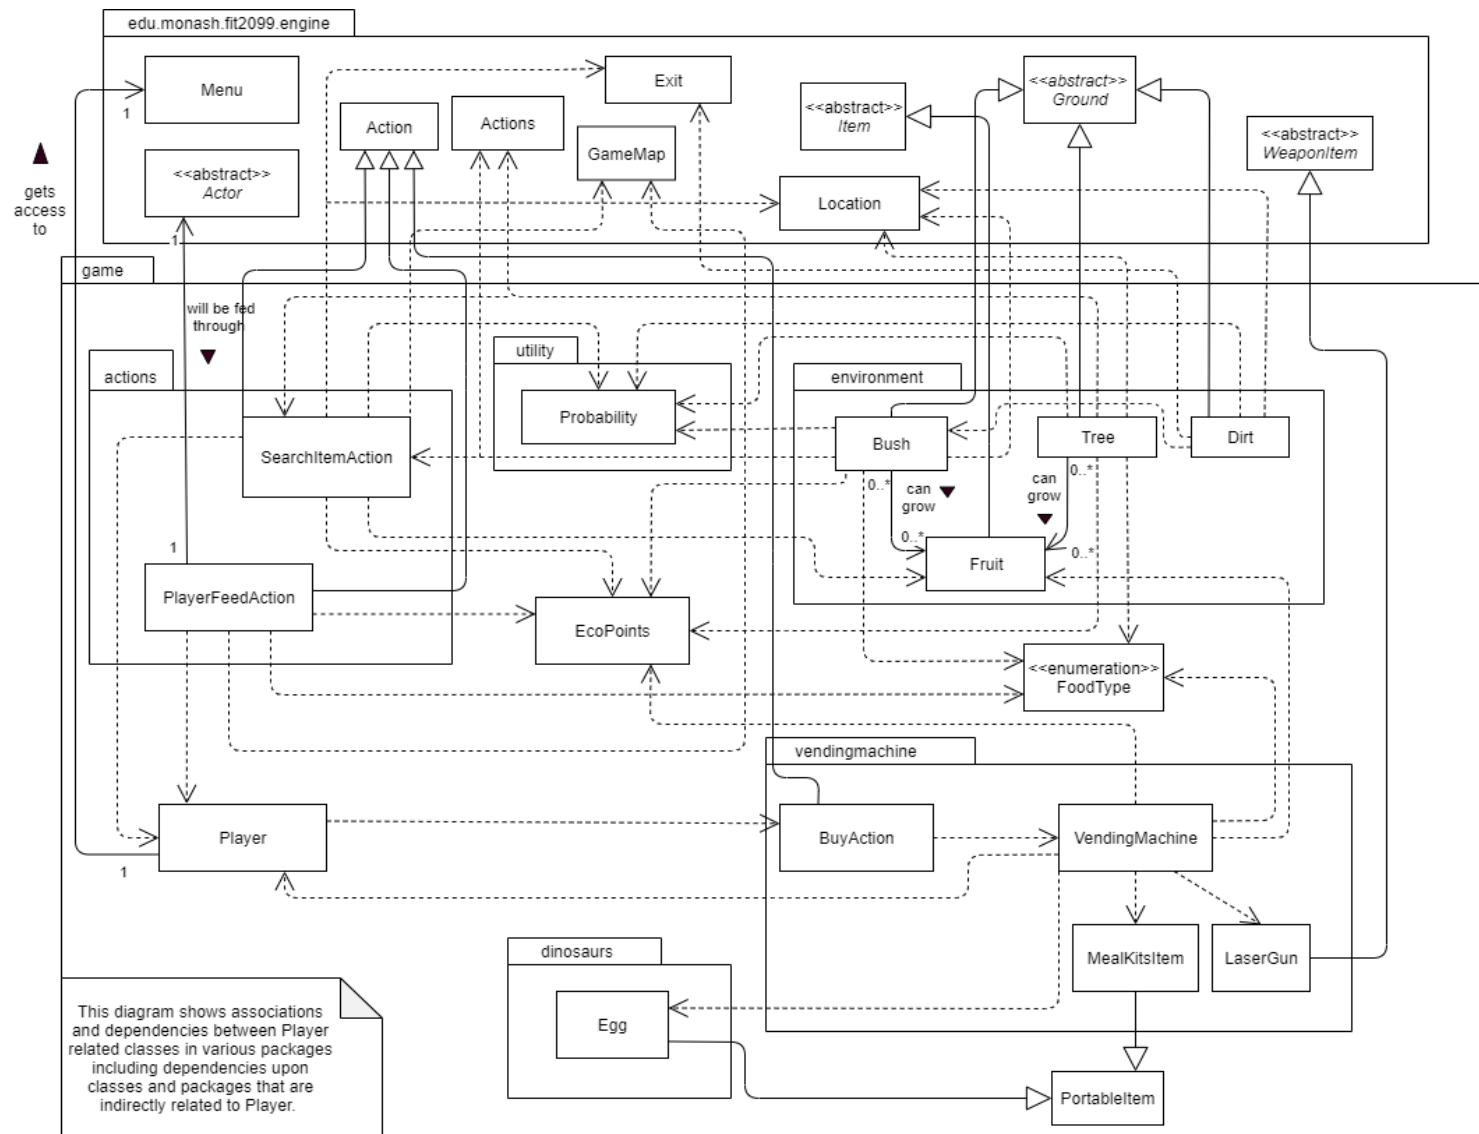 edu.monash.fit2099.engine
Menu
1
Exit
<<abstract>>
Ground
<<abstract>>
Item
Action
Actions
<<abstract>>
WeaponItem
GameMap
<<abstract>>
Actor
gets
access
to
Location
1
game
will be fed
through
utility
actions
environment
Probability
SearchItemAction
Bush
Tree
Dirt
0..*
can
grow
0..*
can
grow
0..*
0..*
Fruit
1
PlayerFeedAction
EcoPoints
<<enumeration>>
FoodType
vendingmachine
Player
BuyAction
VendingMachine
1
dinosaurs
MealKitsItem
LaserGun
Egg
PortableItem
This diagram shows associations
and dependencies between Player
related classes in various packages
including dependencies upon
classes and packages that are
indirectly related to Player.